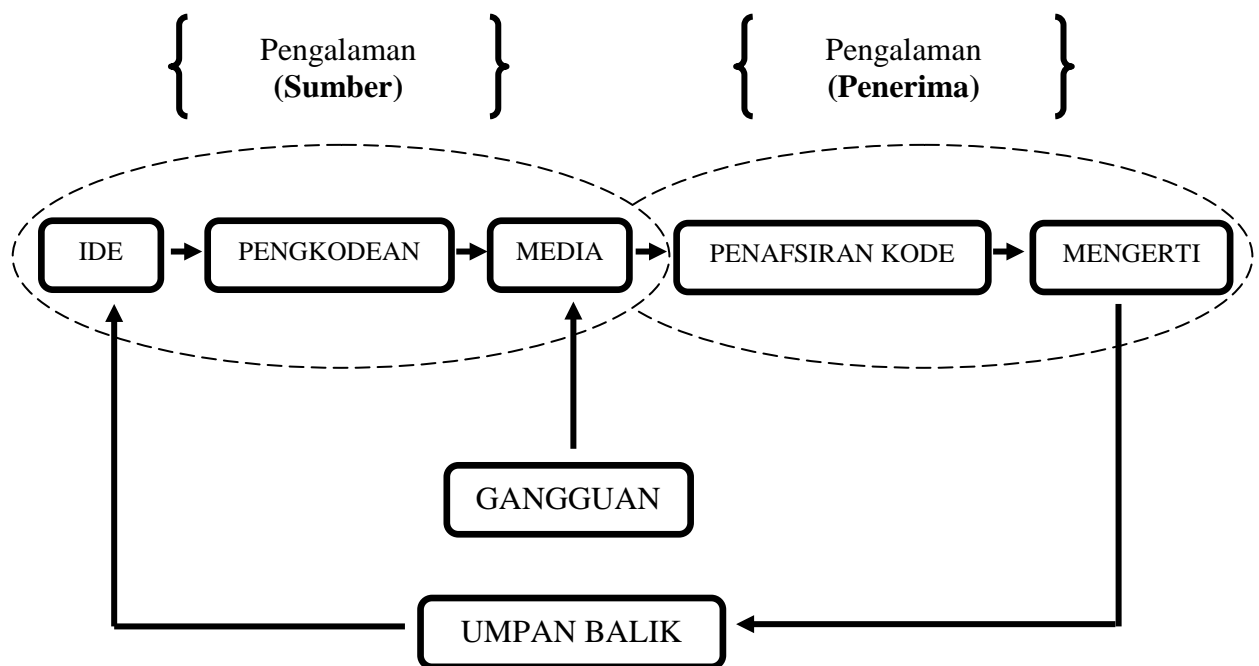 Pengalaman
(Sumber)
Pengalaman
(Penerima)
IDE
PENGKODEAN
MEDIA
PENAFSIRAN KODE
MENGERTI
GANGGUAN
UMPAN BALIK